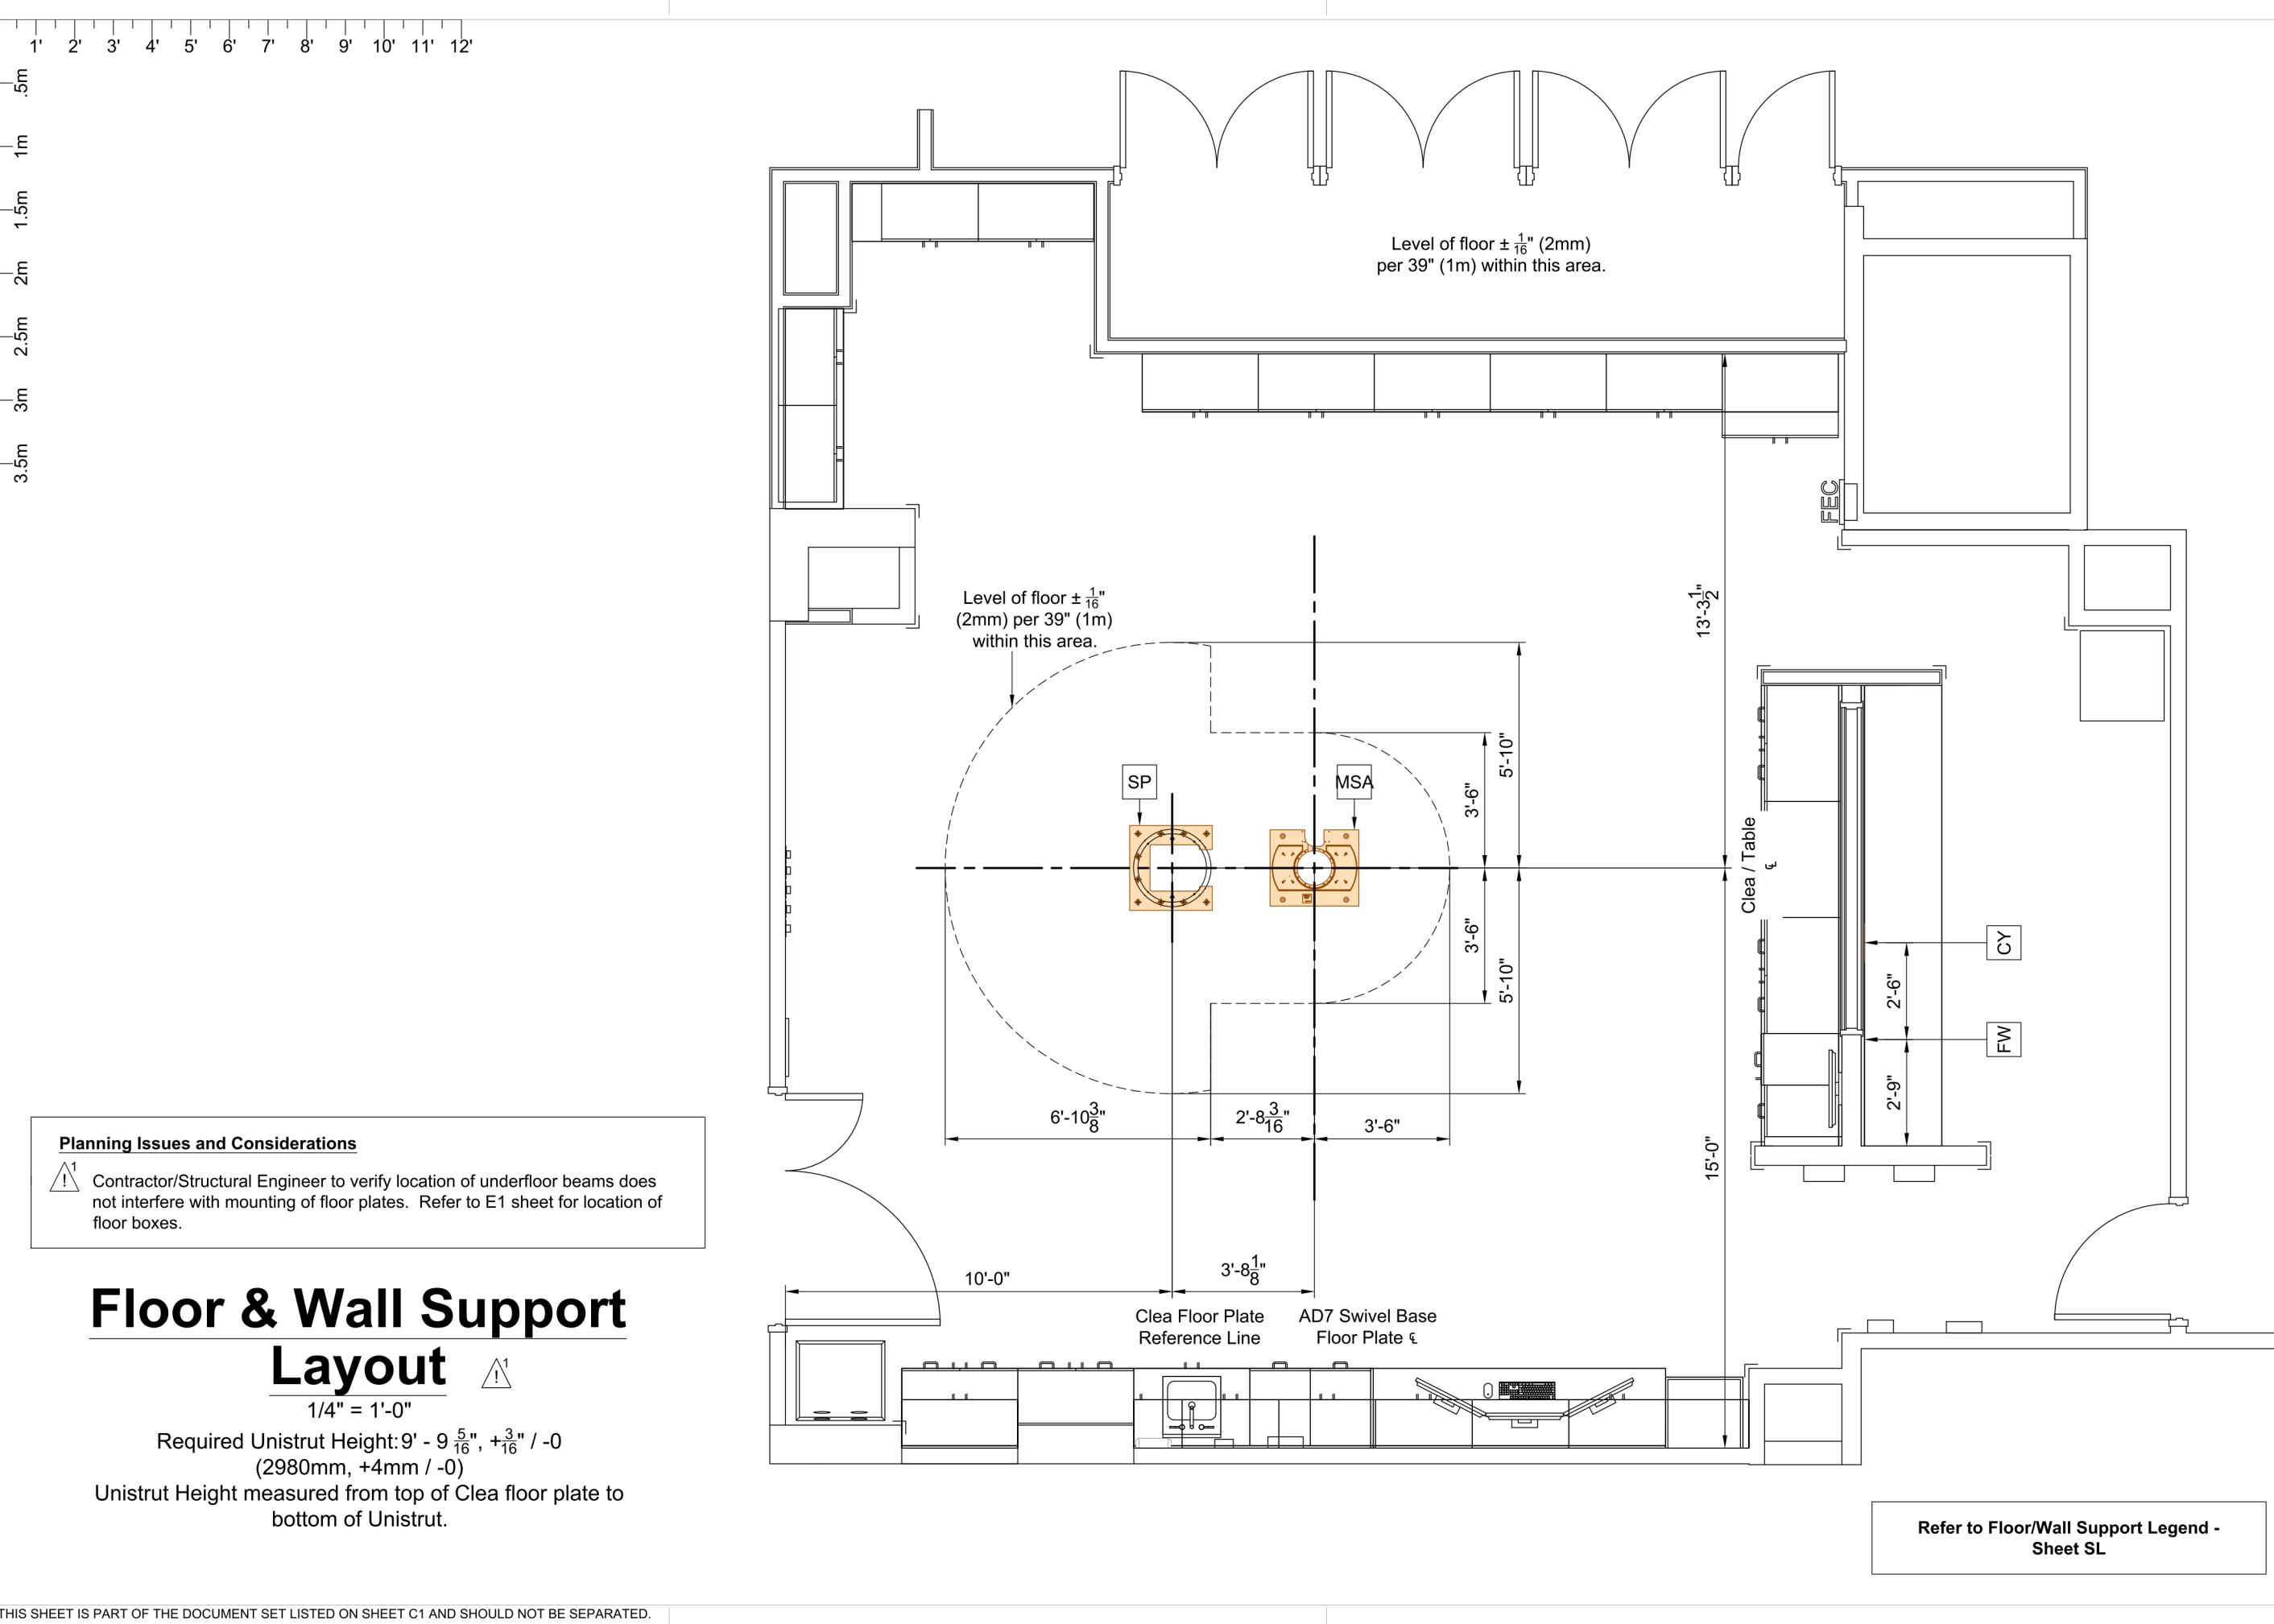 1' 2' 3' 4' 5' 6' 7' 8' 9' 10' 11' 12'
.5m
1m
1.5m
2m
2.5m
3m
3.5m
Level of floor ± 1/16" (2mm)
per 39" (1m) within this area.
FEC
Level of floor ± 1/16"
(2mm) per 39" (1m)
within this area.
13'-3 1/2"
SP
MSA
5'-10"
3'-6"
Clea / Table
℄
3'-6"
5'-10"
CY
2'-6"
FW
2'-9"
6'-10 3/8"
2'-8 3/16"
3'-6"
15'-0"
10'-0"
3'-8 1/8"
Clea Floor Plate
Reference Line
AD7 Swivel Base
Floor Plate ℄
Planning Issues and Considerations
! 1
Contractor/Structural Engineer to verify location of underfloor beams does
not interfere with mounting of floor plates. Refer to E1 sheet for location of
floor boxes.
Floor & Wall Support
Layout
! 1
1/4" = 1'-0"
Required Unistrut Height:9' - 9 5/16", +3/16" / -0
(2980mm, +4mm / -0)
Unistrut Height measured from top of Clea floor plate to
bottom of Unistrut.
Refer to Floor/Wall Support Legend -
Sheet SL
THIS SHEET IS PART OF THE DOCUMENT SET LISTED ON SHEET C1 AND SHOULD NOT BE SEPARATED.